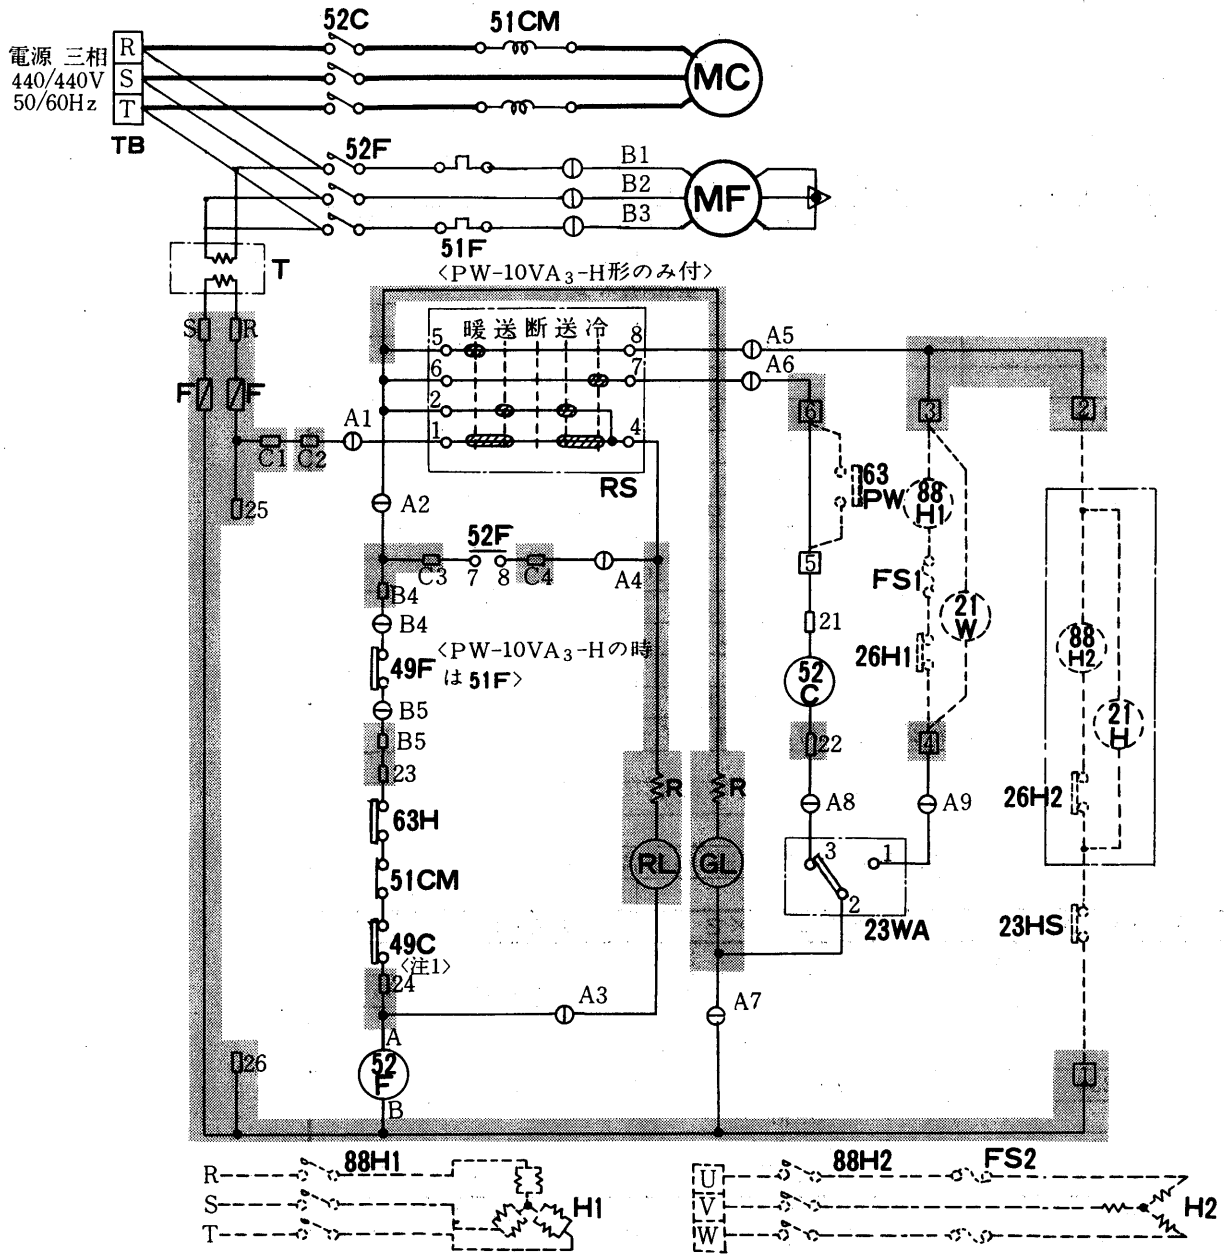 52C
51CM
電源 三相
440/440V
50/60Hz
R
S
T
TB
MC
52F
B1
B2
B3
MF
51F
T
<PW-10VA₃-H形のみ付>
暖 送 断 送 冷
5
8
A5
6
7
A6
2
1
4
RS
S
R
F
F
A1
C1
C2
25
A2
52F
C3
7
8
C4
A4
B4
B4
49F
<PW-10VA₃-Hの時
は51F>
B5
B5
23
63H
51CM
49C
<注1>
24
A3
A
52
F
B
26
R
RL
R
GL
A7
6
63
PW
5
21
52
C
22
A8
3
1
2
23WA
3
88
H1
FS1
21
W
26H1
4
A9
2
88
H2
21
H
26H2
23HS
1
R
S
T
88H1
H1
U
V
W
88H2
FS2
H2